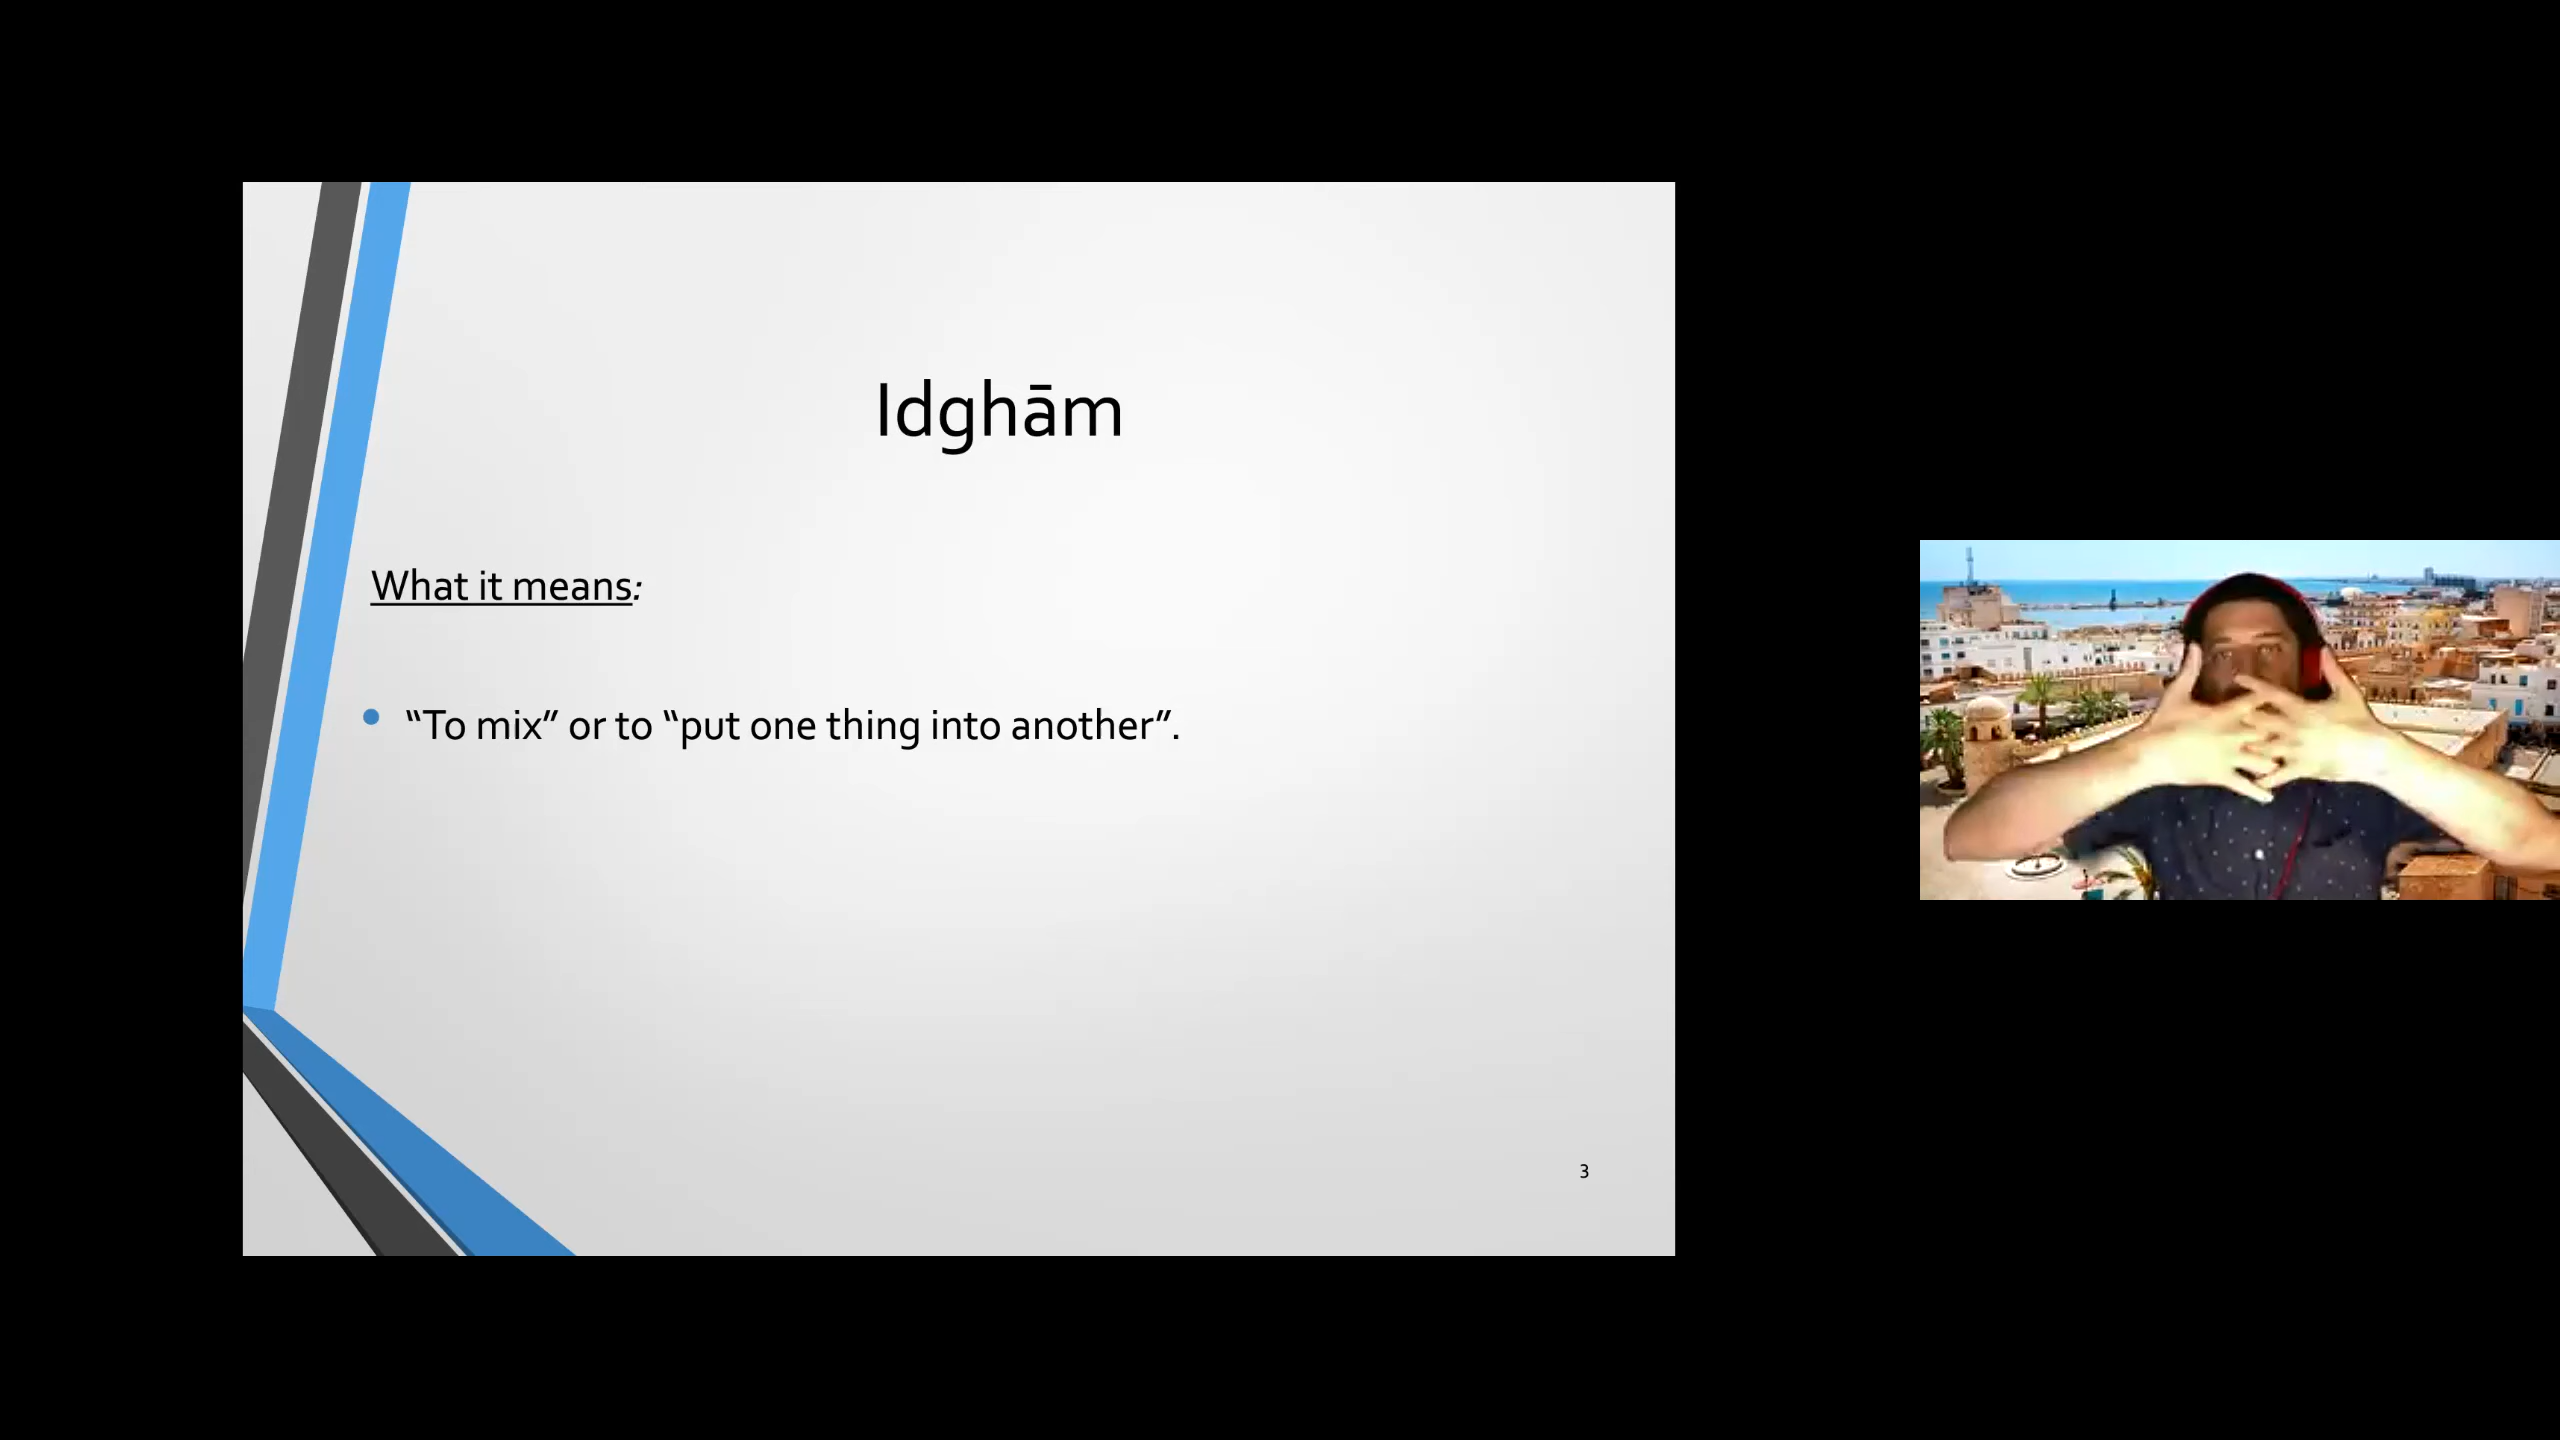 Idghām
What it means:
“To mix” or to “put one thing into another”.
3